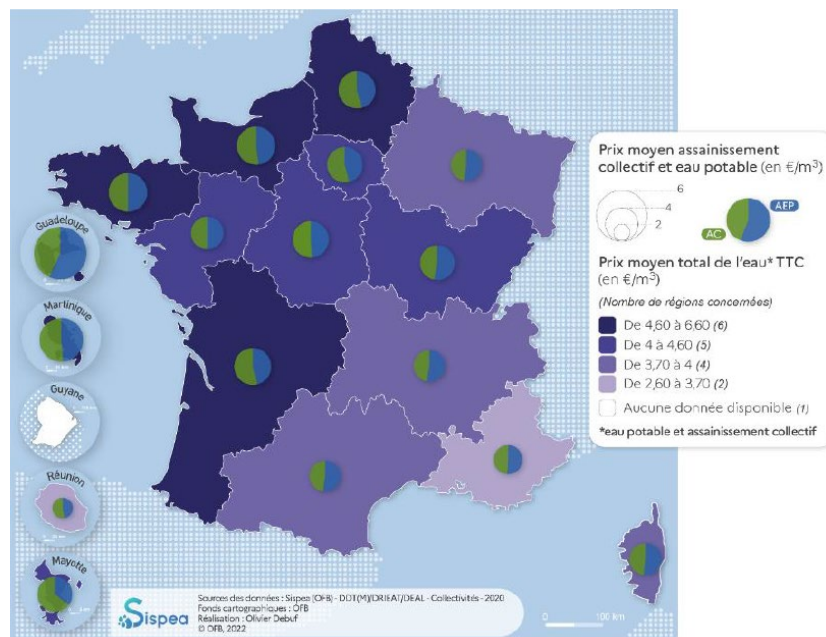 Prix moyen assainissement
collectif et eau potable (en €/m³)
6
4
2
AEP
AC
Prix moyen total de l'eau* TTC
(en €/m³)
(Nombre de régions concernées)
De 4,60 à 6,60 (6)
De 4 à 4,60 (5)
De 3,70 à 4 (4)
De 2,60 à 3,70 (2)
Aucune donnée disponible (1)
*eau potable et assainissement collectif
Guadeloupe
Martinique
Guyane
Réunion
Mayotte
Sispea
Sources des données : Sispea (OFB) - DDT(M)/DRIEAT/DEAL - Collectivités - 2020
Fonds cartographiques : OFB
Réalisation : Olivier Debuf
© OFB, 2022
0 100 km